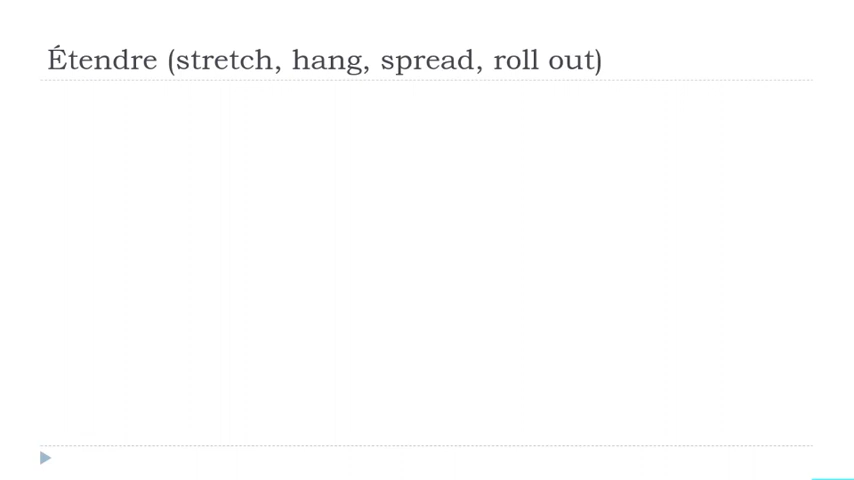 Étendre (stretch, hang, spread, roll out)